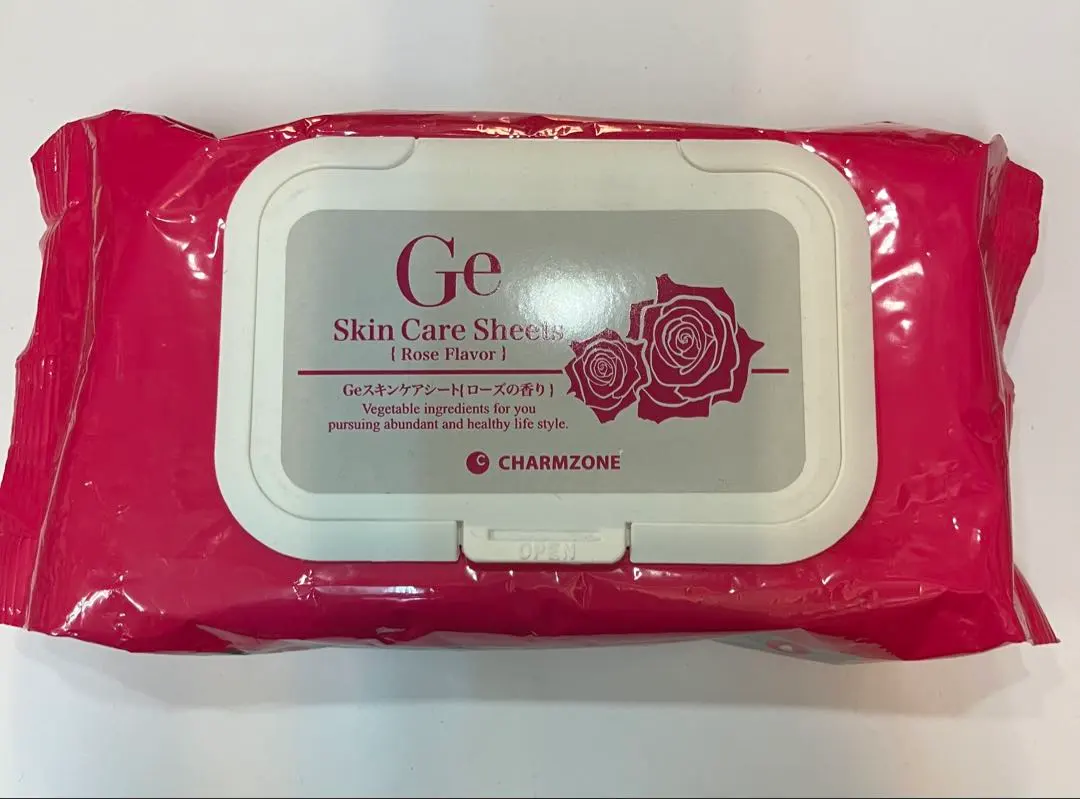 Ge
Skin Care Sheets
{ Rose Flavor }
Geスキンケアシート{ローズの香り}
Vegetable ingredients for you
pursuing abundant and healthy life style.
C CHARMZONE
OPEN